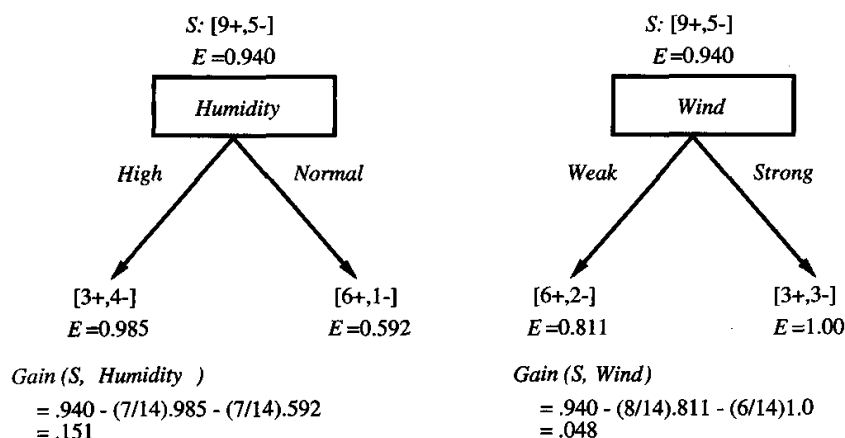 S: [9+,5-]
E =0.940
Humidity
High
Normal
[3+,4-]
E =0.985
[6+,1-]
E =0.592
Gain (S, Humidity )
= .940 - (7/14).985 - (7/14).592
= .151
S: [9+,5-]
E =0.940
Wind
Weak
Strong
[6+,2-]
E =0.811
[3+,3-]
E =1.00
Gain (S, Wind)
= .940 - (8/14).811 - (6/14)1.0
= .048